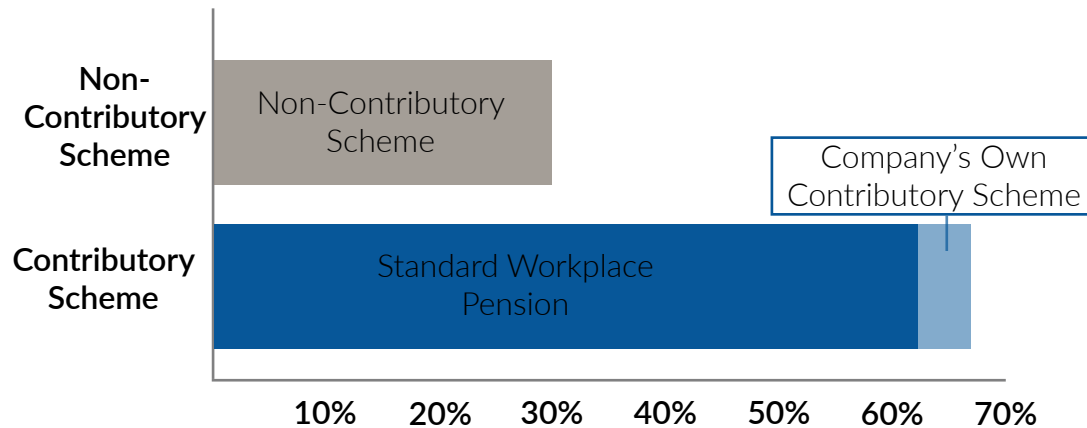 Non-
Contributory
Scheme
Non-Contributory
Scheme
Company's Own
Contributory Scheme
Contributory
Scheme
Standard Workplace
Pension
10% 20% 30% 40% 50% 60% 70%